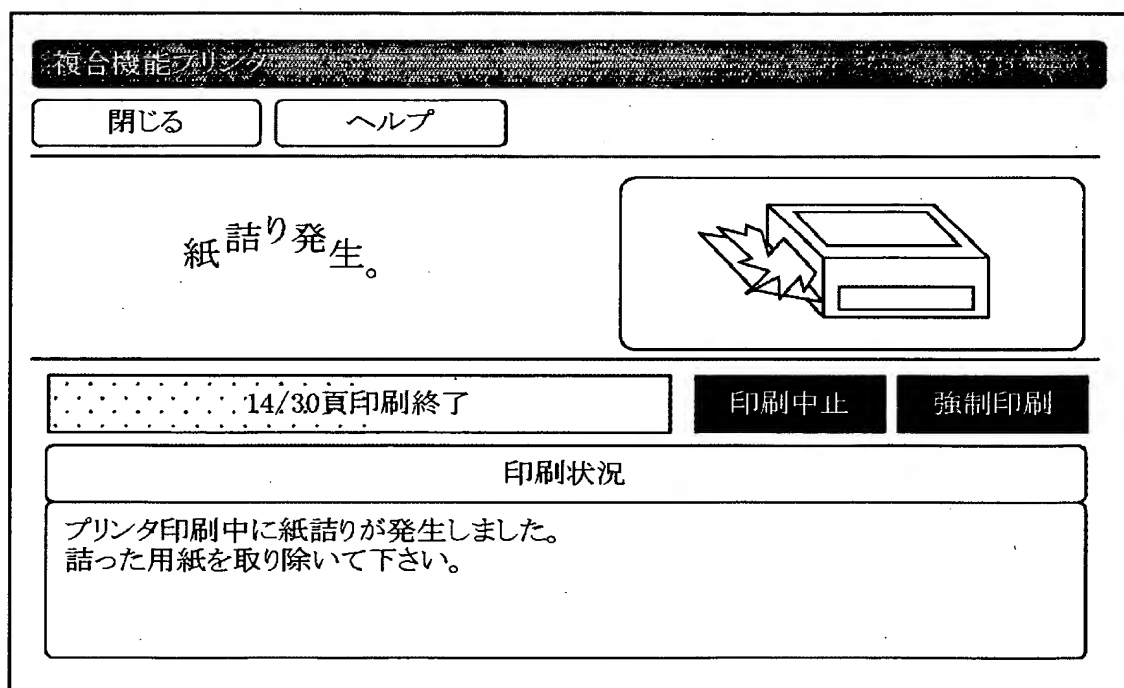 複合機能プリンタ
閉じる
ヘルプ
紙詰り発生。
14/30頁印刷終了
印刷中止
強制印刷
印刷状況
プリンタ印刷中に紙詰りが発生しました。
詰った用紙を取り除いて下さい。